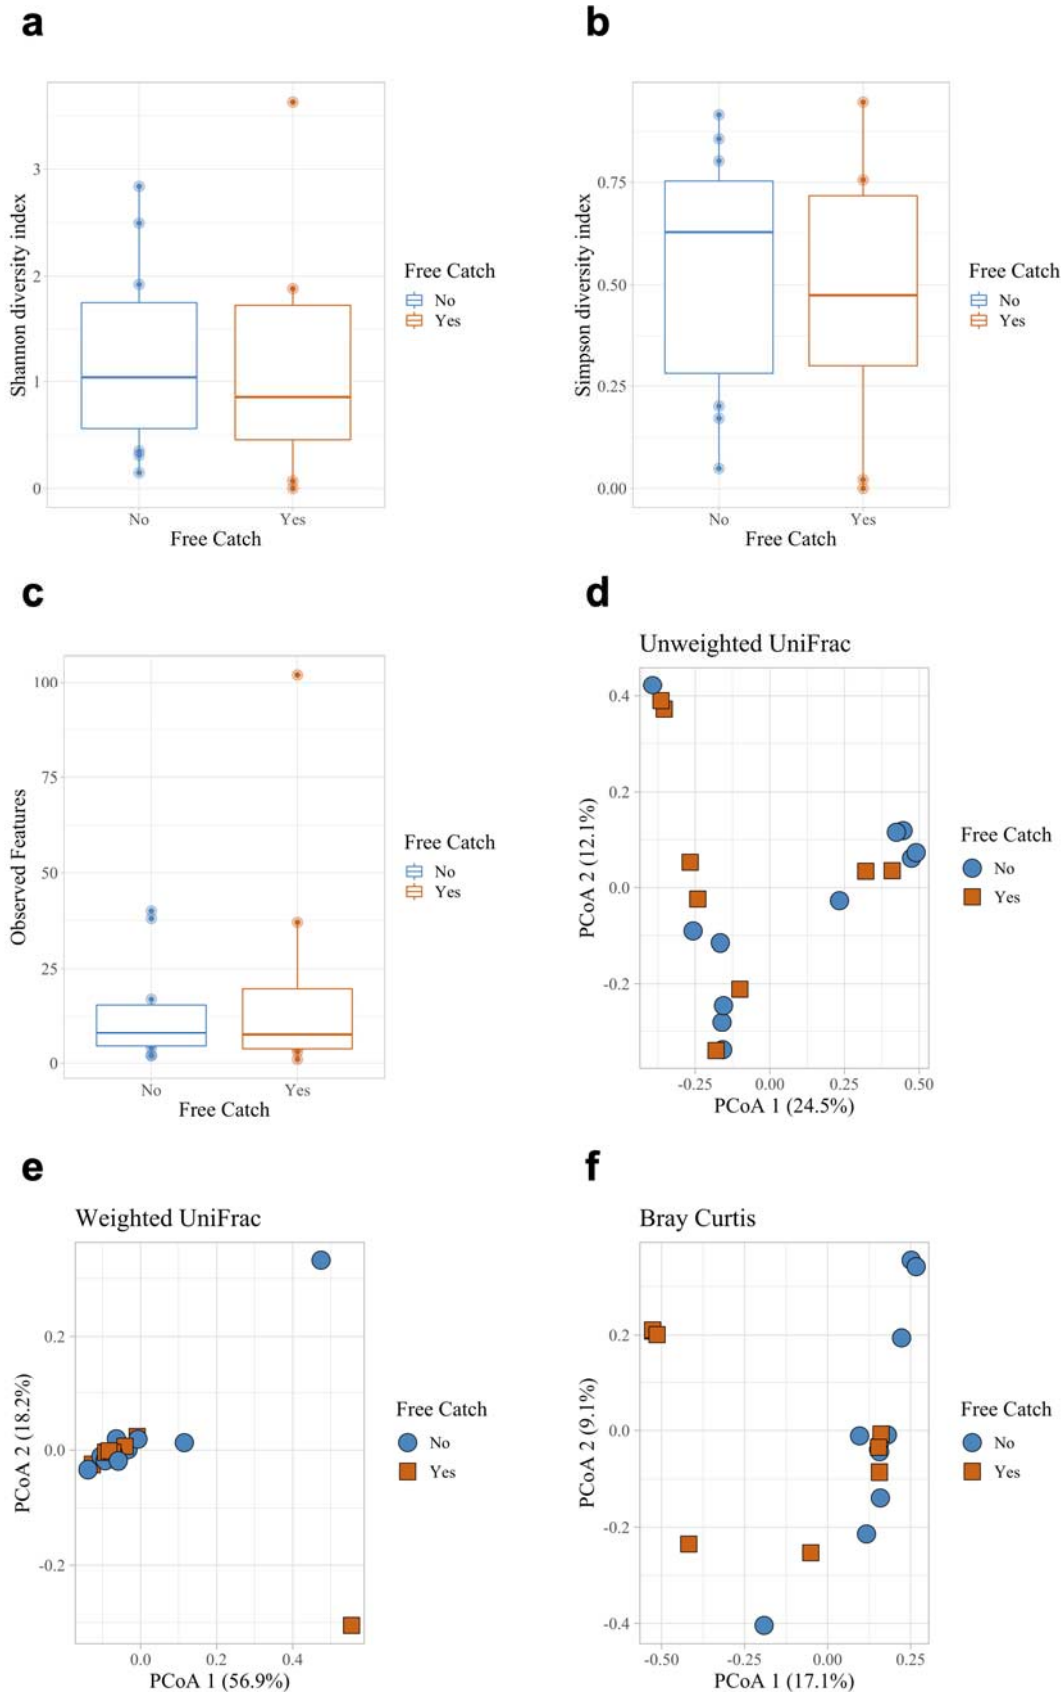 a
Shannon diversity index
3
2
1
0
No
Yes
Free Catch
Free Catch
No
Yes
b
Simpson diversity index
0.75
0.50
0.25
0.00
No
Yes
Free Catch
Free Catch
No
Yes
c
Observed Features
100
75
50
25
0
No
Yes
Free Catch
Free Catch
No
Yes
d
Unweighted UniFrac
PCoA 2 (12.1%)
0.4
0.2
0.0
-0.2
-0.25
0.00
0.25
0.50
PCoA 1 (24.5%)
Free Catch
No
Yes
e
Weighted UniFrac
PCoA 2 (18.2%)
0.2
0.0
-0.2
0.0
0.2
0.4
PCoA 1 (56.9%)
Free Catch
No
Yes
f
Bray Curtis
PCoA 2 (9.1%)
0.2
0.0
-0.2
-0.4
-0.50
-0.25
0.00
0.25
PCoA 1 (17.1%)
Free Catch
No
Yes